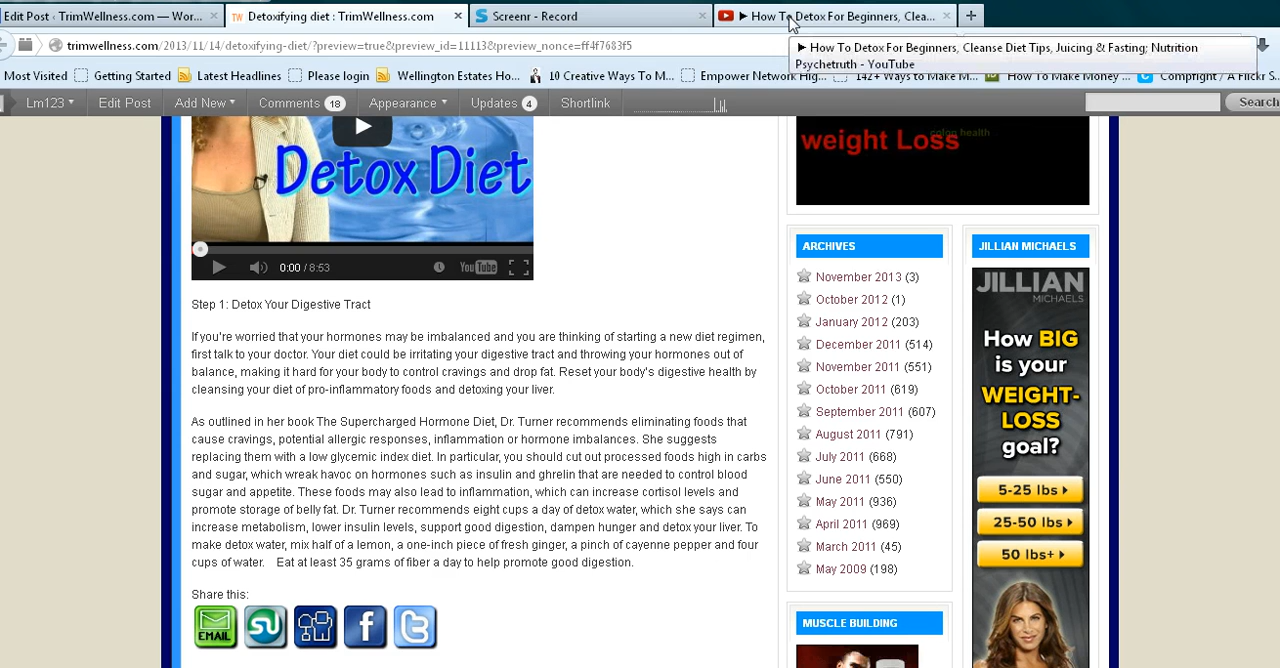 Edit Post ‹ TrimWellness.com — Wor... ×
TW Detoxifying diet : TrimWellness.com ×
Screenr - Record ×
▶ How To Detox For Beginners, Clea... ×
+
trimwellness.com/2013/11/14/detoxifying-diet/?preview=true&preview_id=11113&preview_nonce=ff4f7683f5
▶ How To Detox For Beginners, Cleanse Diet Tips, Juicing & Fasting; Nutrition
Psychetruth - YouTube
Most Visited Getting Started Latest Headlines Please login Wellington Estates Ho... 10 Creative Ways To M... Empower Network Hig... 142+ Ways to Make M... How To Make Money ... Compfight / A Flickr S...
Lm123 Edit Post Add New Comments 18 Appearance Updates 4 Shortlink Search
Detox Diet
0:00 / 8:53 YouTube
Step 1: Detox Your Digestive Tract
If you're worried that your hormones may be imbalanced and you are thinking of starting a new diet regimen,
first talk to your doctor. Your diet could be irritating your digestive tract and throwing your hormones out of
balance, making it hard for your body to control cravings and drop fat. Reset your body's digestive health by
cleansing your diet of pro-inflammatory foods and detoxing your liver.
As outlined in her book The Supercharged Hormone Diet, Dr. Turner recommends eliminating foods that
cause cravings, potential allergic responses, inflammation or hormone imbalances. She suggests
replacing them with a low-glycemic index diet. In particular, you should cut out processed foods high in carbs
and sugar, which wreak havoc on hormones such as insulin and ghrelin that are needed to control blood
sugar and appetite. These foods may also lead to inflammation, which can increase cortisol levels and
promote storage of belly fat. Dr. Turner recommends eight cups a day of detox water, which she says can
increase metabolism, lower insulin levels, support good digestion, dampen hunger and detox your liver. To
make detox water, mix half of a lemon, a one-inch piece of fresh ginger, a pinch of cayenne pepper and four
cups of water. Eat at least 35 grams of fiber a day to help promote good digestion.
Share this:
EMAIL
weight Loss
colon health
ARCHIVES
November 2013 (3)
October 2012 (1)
January 2012 (203)
December 2011 (514)
November 2011 (551)
October 2011 (619)
September 2011 (607)
August 2011 (791)
July 2011 (668)
June 2011 (550)
May 2011 (936)
April 2011 (969)
March 2011 (45)
May 2009 (198)
MUSCLE BUILDING
JILLIAN MICHAELS
JILLIAN
MICHAELS
How BIG
is your
WEIGHT-
LOSS
goal?
5-25 lbs
25-50 lbs
50 lbs+